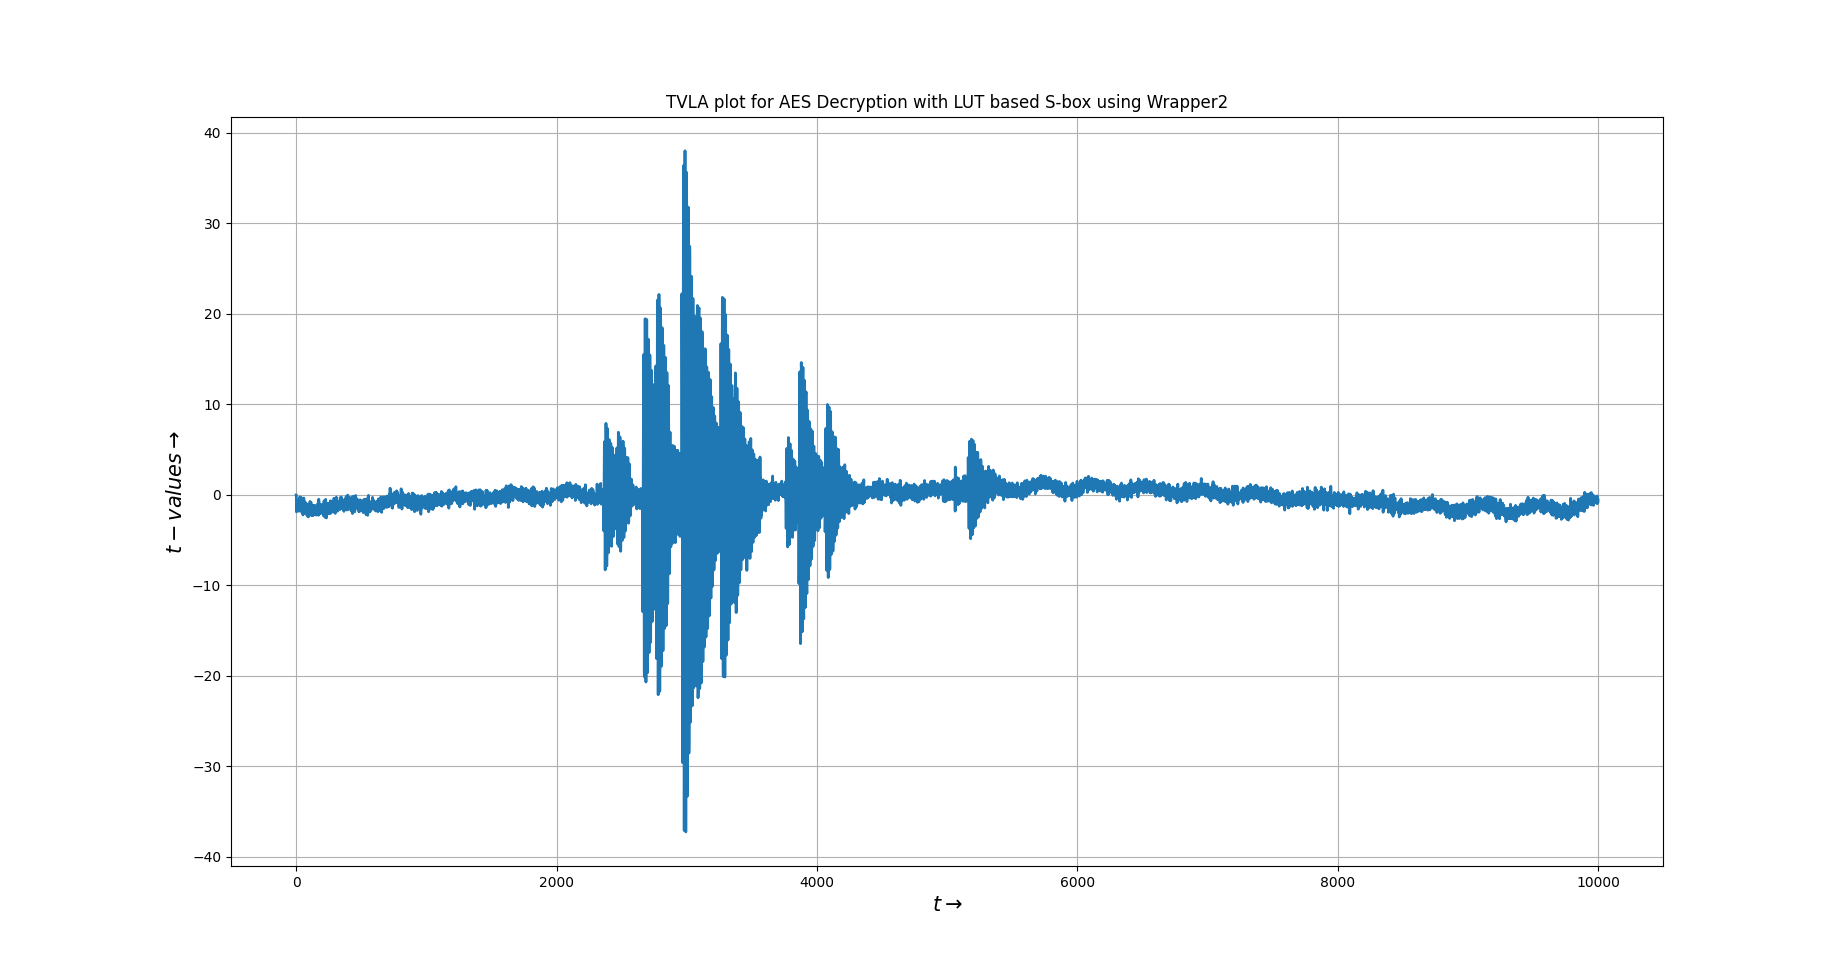 TVLA plot for AES Decryption with LUT based S-box using Wrapper2
40
30
20
10
0
−10
−20
−30
−40
t − values →
0 2000 4000 6000 8000 10000
t →